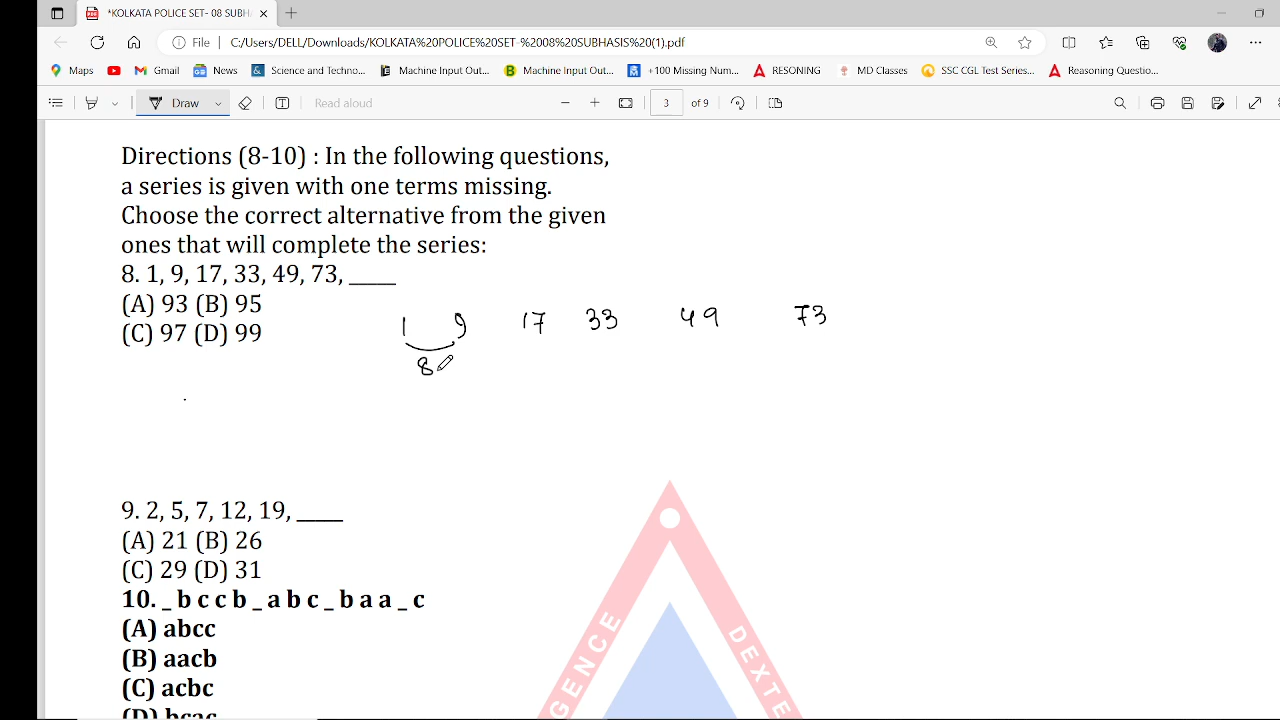 *KOLKATA POLICE SET- 08 SUBH
File C:/Users/DELL/Downloads/KOLKATA%20POLICE%20SET-%2008%20SUBHASIS%20(1).pdf
Maps Gmail News Science and Techno... Machine Input Out... Machine Input Out... +100 Missing Num... RESONING MD Classes SSC CGL Test Series... Reasoning Questio...
Draw Read aloud 3 of 9
Directions (8-10) : In the following questions,
a series is given with one terms missing.
Choose the correct alternative from the given
ones that will complete the series:
8. 1, 9, 17, 33, 49, 73, _____
(A) 93 (B) 95
(C) 97 (D) 99
1 9 17 33 49 73
8
9. 2, 5, 7, 12, 19, _____
(A) 21 (B) 26
(C) 29 (D) 31
10. _ b c c b _ a b c _ b a a _ c
(A) abcc
(B) aacb
(C) acbc
(D) bcac
IGENCE
DEXTE